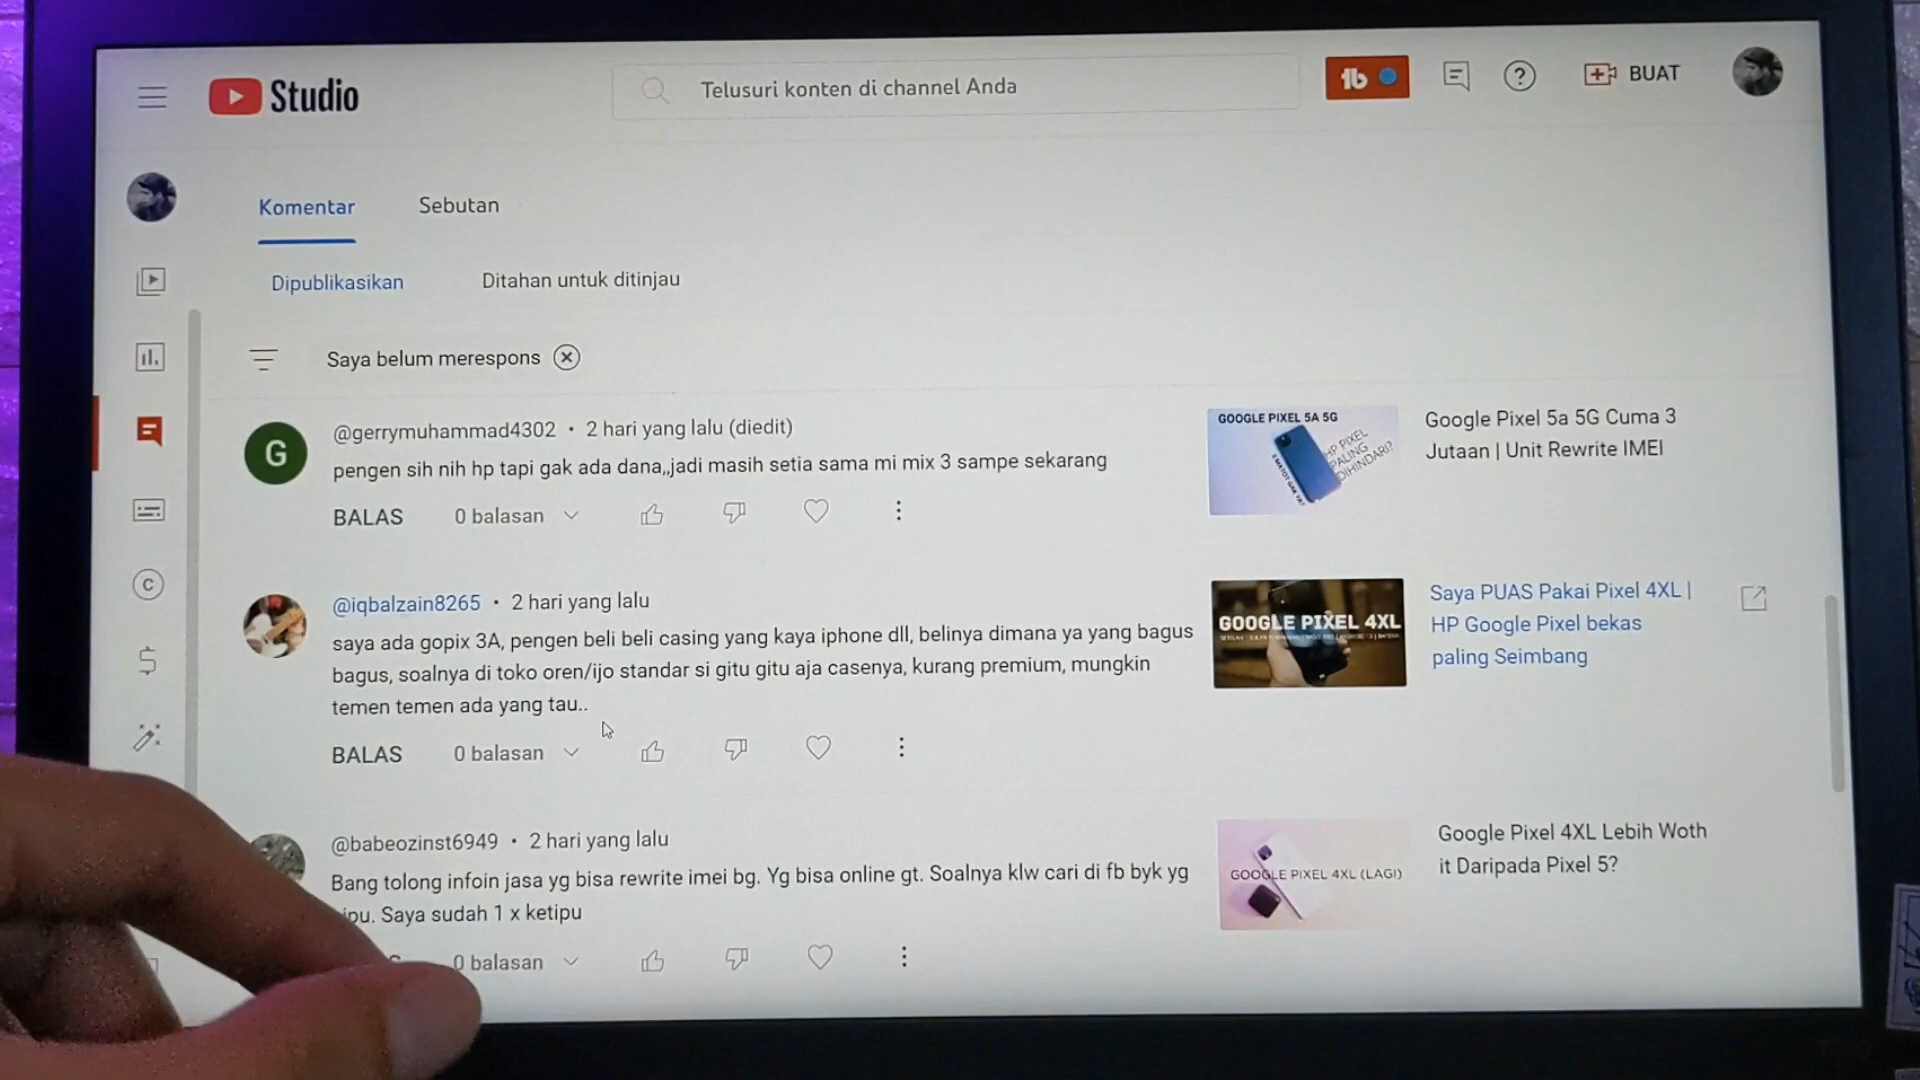 Studio
Telusuri konten di channel Anda
BUAT
Komentar
Sebutan
Dipublikasikan
Ditahan untuk ditinjau
Saya belum merespons
G
@gerrymuhammad4302 • 2 hari yang lalu (diedit)
pengen sih nih hp tapi gak ada dana,,jadi masih setia sama mi mix 3 sampe sekarang
BALAS
0 balasan
GOOGLE PIXEL 5A 5G
HP PIXEL
PALING
DIHINDARI?
Google Pixel 5a 5G Cuma 3
Jutaan | Unit Rewrite IMEI
@iqbalzain8265 • 2 hari yang lalu
saya ada gopix 3A, pengen beli beli casing yang kaya iphone dll, belinya dimana ya yang bagus
bagus, soalnya di toko oren/ijo standar si gitu gitu aja casenya, kurang premium, mungkin
temen temen ada yang tau..
BALAS
0 balasan
GOOGLE PIXEL 4XL
Saya PUAS Pakai Pixel 4XL |
HP Google Pixel bekas
paling Seimbang
@babeozinst6949 • 2 hari yang lalu
Bang tolong infoin jasa yg bisa rewrite imei bg. Yg bisa online gt. Soalnya klw cari di fb byk yg
ipu. Saya sudah 1 x ketipu
0 balasan
GOOGLE PIXEL 4XL (LAGI)
Google Pixel 4XL Lebih Woth
it Daripada Pixel 5?